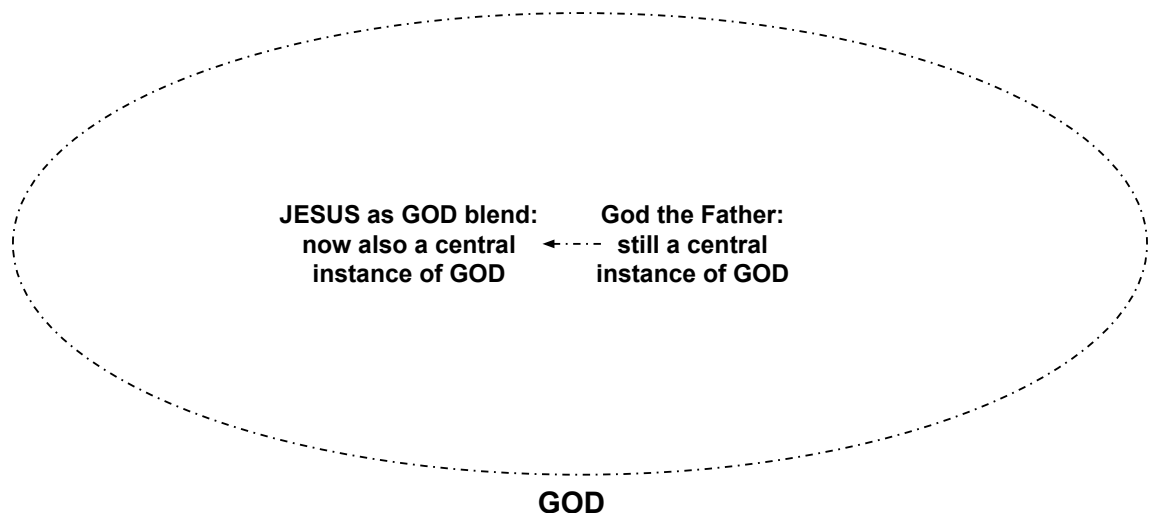 JESUS as GOD blend:
now also a central
instance of GOD
God the Father:
still a central
instance of GOD
GOD